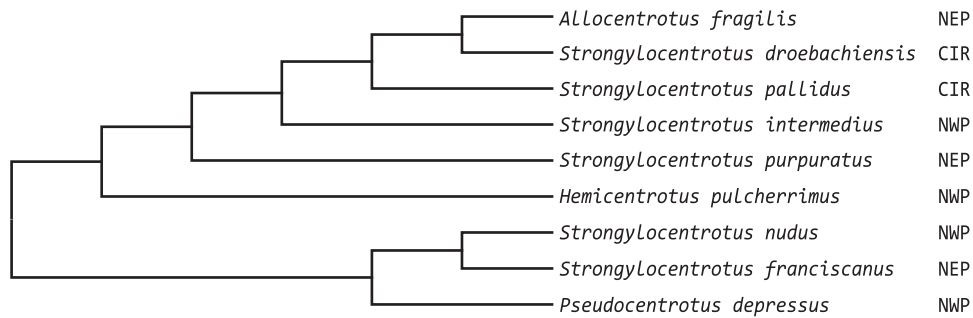 Allocentrotus fragilis NEP
Strongylocentrotus droebachiensis CIR
Strongylocentrotus pallidus CIR
Strongylocentrotus intermedius NWP
Strongylocentrotus purpuratus NEP
Hemicentrotus pulcherrimus NWP
Strongylocentrotus nudus NWP
Strongylocentrotus franciscanus NEP
Pseudocentrotus depressus NWP